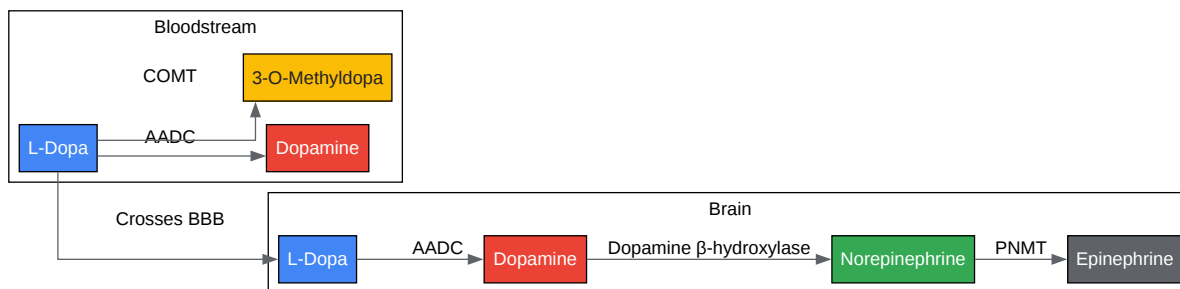 Bloodstream
COMT
3-O-Methyldopa
L-Dopa
AADC
Dopamine
Crosses BBB
Brain
L-Dopa
AADC
Dopamine
Dopamine β-hydroxylase
Norepinephrine
PNMT
Epinephrine